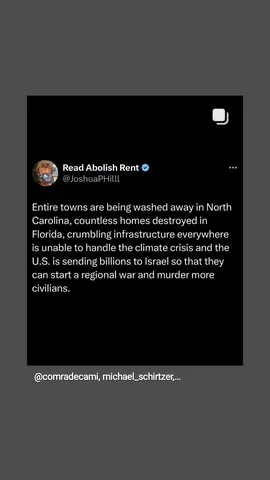 Read Abolish Rent
@JoshuaPHilll
Entire towns are being washed away in North
Carolina, countless homes destroyed in
Florida, crumbling infrastructure everywhere
is unable to handle the climate crisis and the
U.S. is sending billions to Israel so that they
can start a regional war and murder more
civilians.
@comradecami, michael_schirtzer,...